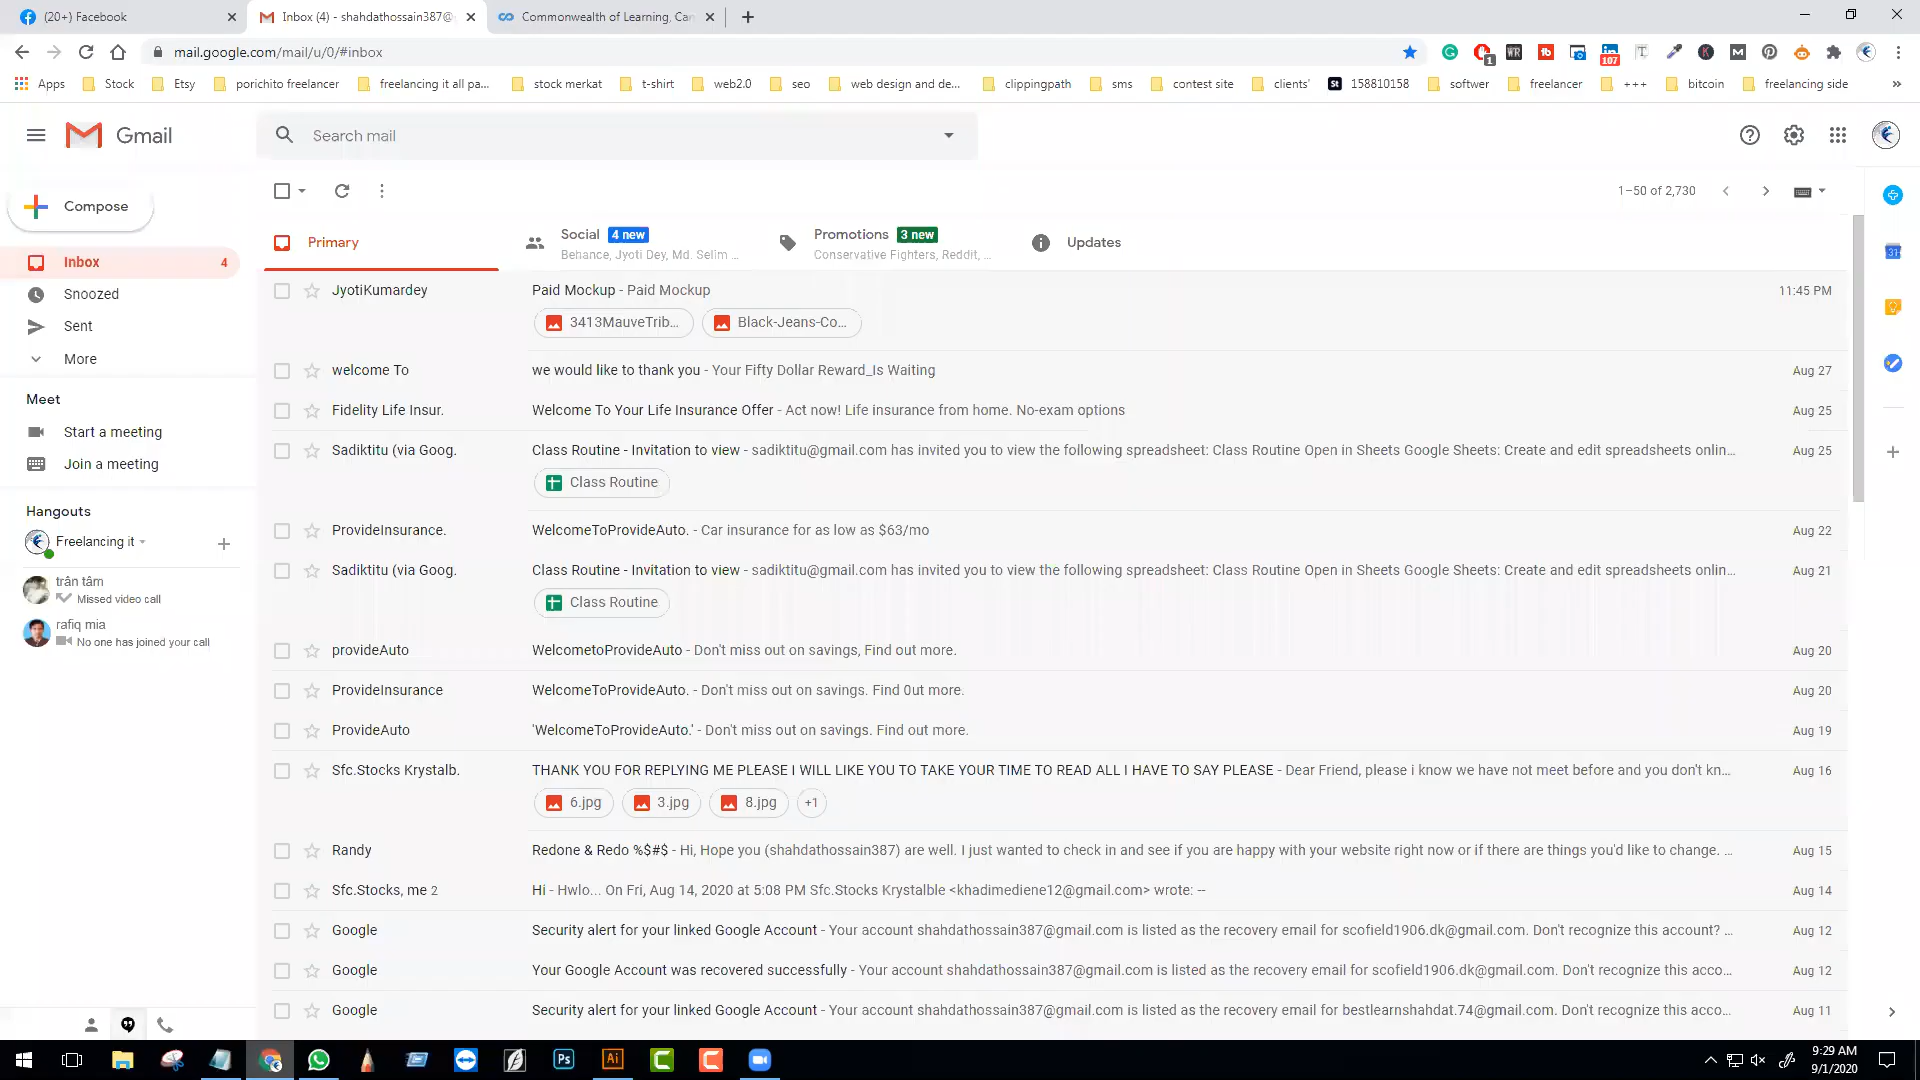 (20+) Facebook
Inbox (4) - shahdathossain387@
Commonwealth of Learning, Can
mail.google.com/mail/u/0/#inbox
1
107
Apps
Stock
Etsy
porichito freelancer
freelancing it all pa...
stock merkat
t-shirt
web2.0
seo
web design and de...
clippingpath
sms
contest site
clients'
St
158810158
softwer
freelancer
+++
bitcoin
freelancing side
Gmail
Search mail
Compose
1–50 of 2,730
Inbox
4
Snoozed
Sent
More
Meet
Start a meeting
Join a meeting
Hangouts
Freelancing it
trân tâm
Missed video call
rafiq mia
No one has joined your call
Primary
Social
4 new
Behance, Jyoti Dey, Md. Selim ...
Promotions
3 new
Conservative Fighters, Reddit, ...
Updates
JyotiKumardey
Paid Mockup - Paid Mockup
11:45 PM
3413MauveTrib...
Black-Jeans-Co...
welcome To
we would like to thank you - Your Fifty Dollar Reward_Is Waiting
Aug 27
Fidelity Life Insur.
Welcome To Your Life Insurance Offer - Act now! Life insurance from home. No-exam options
Aug 25
Sadiktitu (via Goog.
Class Routine - Invitation to view - sadiktitu@gmail.com has invited you to view the following spreadsheet: Class Routine Open in Sheets Google Sheets: Create and edit spreadsheets onlin...
Aug 25
Class Routine
ProvideInsurance.
WelcomeToProvideAuto. - Car insurance for as low as $63/mo
Aug 22
Sadiktitu (via Goog.
Class Routine - Invitation to view - sadiktitu@gmail.com has invited you to view the following spreadsheet: Class Routine Open in Sheets Google Sheets: Create and edit spreadsheets onlin...
Aug 21
Class Routine
provideAuto
WelcometoProvideAuto - Don't miss out on savings, Find out more.
Aug 20
ProvideInsurance
WelcomeToProvideAuto. - Don't miss out on savings. Find 0ut more.
Aug 20
ProvideAuto
'WelcomeToProvideAuto.' - Don't miss out on savings. Find out more.
Aug 19
Sfc.Stocks Krystalb.
THANK YOU FOR REPLYING ME PLEASE I WILL LIKE YOU TO TAKE YOUR TIME TO READ ALL I HAVE TO SAY PLEASE - Dear Friend, please i know we have not meet before and you don't kn...
Aug 16
6.jpg
3.jpg
8.jpg
+1
Randy
Redone & Redo %$#$ - Hi, Hope you (shahdathossain387) are well. I just wanted to check in and see if you are happy with your website right now or if there are things you'd like to change. ...
Aug 15
Sfc.Stocks, me 2
Hi - Hwlo... On Fri, Aug 14, 2020 at 5:08 PM Sfc.Stocks Krystalble <khadimediene12@gmail.com> wrote: --
Aug 14
Google
Security alert for your linked Google Account - Your account shahdathossain387@gmail.com is listed as the recovery email for scofield1906.dk@gmail.com. Don't recognize this account? ...
Aug 12
Google
Your Google Account was recovered successfully - Your account shahdathossain387@gmail.com is listed as the recovery email for scofield1906.dk@gmail.com. Don't recognize this acco...
Aug 12
Google
Security alert for your linked Google Account - Your account shahdathossain387@gmail.com is listed as the recovery email for bestlearnshahdat.74@gmail.com. Don't recognize this acco...
Aug 11
Ps
Ai
9:29 AM
9/1/2020